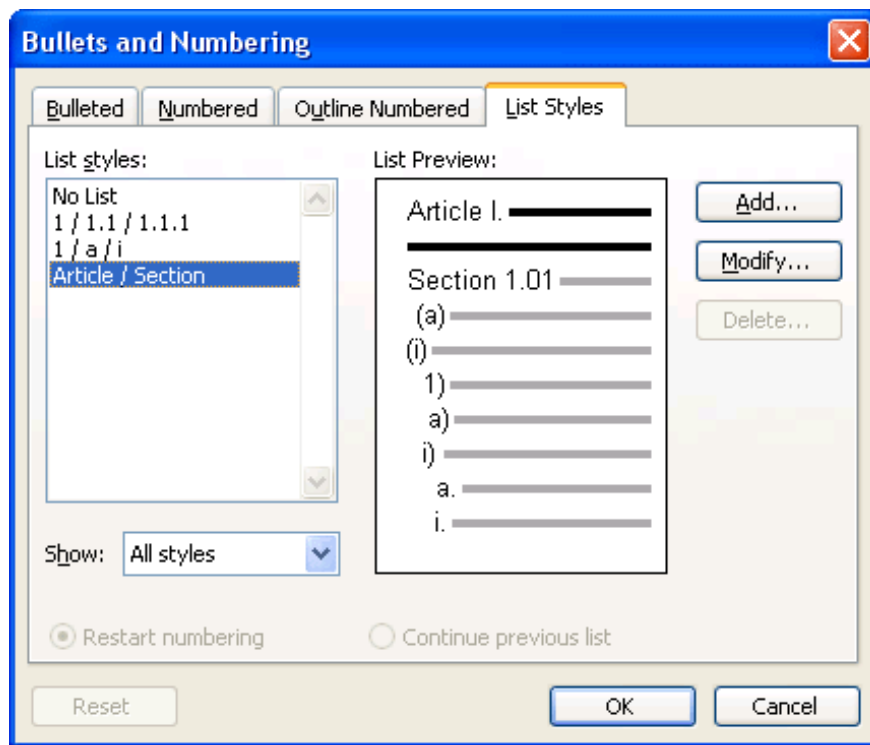 Bullets and Numbering
Bulleted
Numbered
Outline Numbered
List Styles
List styles:
No List
1 / 1.1 / 1.1.1
1 / a / i
Article / Section
Show:
All styles
List Preview:
Article I.
Section 1.01
(a)
(i)
1)
a)
i)
a.
i.
Add...
Modify...
Delete...
Restart numbering
Continue previous list
Reset
OK
Cancel